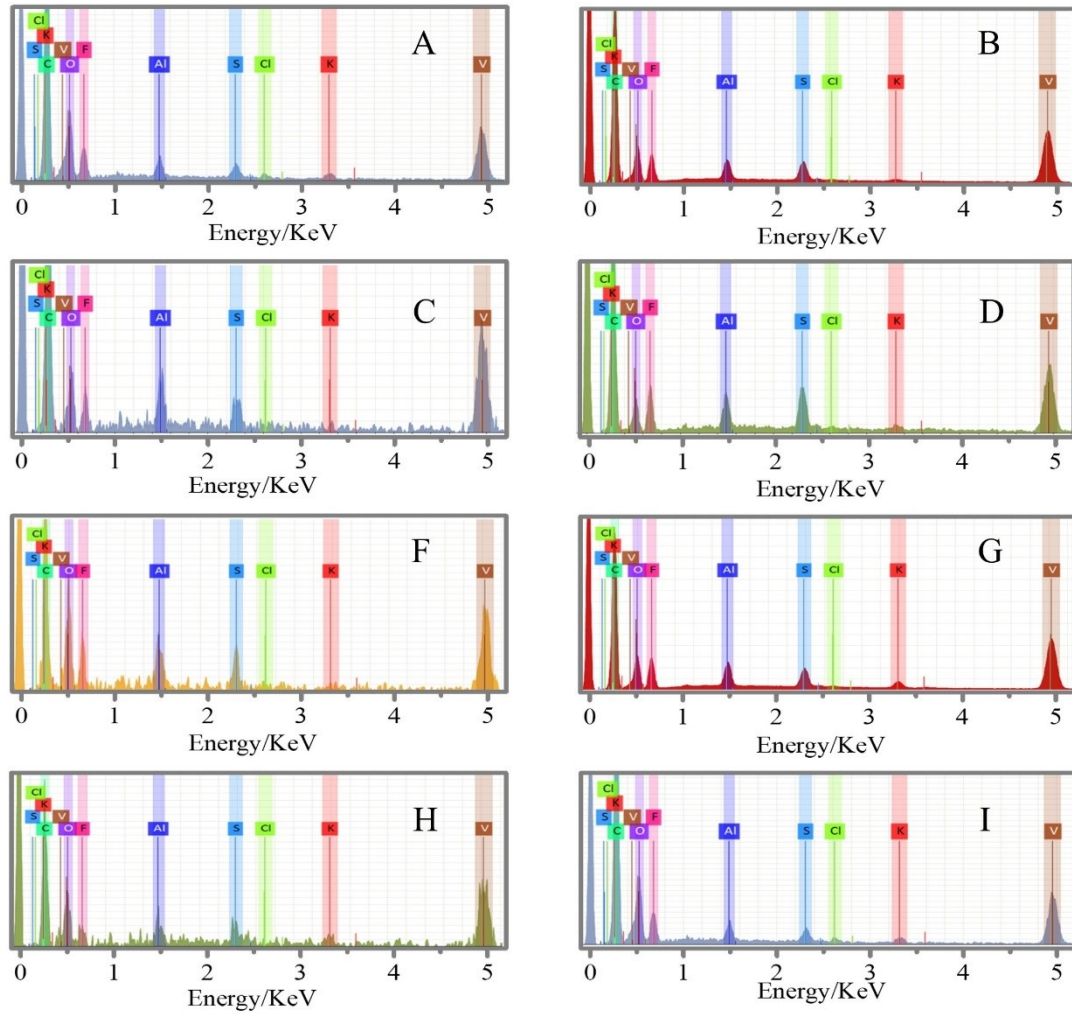 Cl
K
S V F
C O Al S Cl K V
A
0 1 2 3 4 5
Energy/KeV
Cl
K
S V F
C O Al S Cl K V
B
0 1 2 3 4 5
Energy/KeV
Cl
K
S V F
C O Al S Cl K V
C
0 1 2 3 4 5
Energy/KeV
Cl
K
S V F
C O Al S Cl K V
D
0 1 2 3 4 5
Energy/KeV
Cl
K
S V
C O F Al S Cl K V
F
0 1 2 3 4 5
Energy/KeV
Cl
K
S V
C O F Al S Cl K V
G
0 1 2 3 4 5
Energy/KeV
Cl
K
S V
C O F Al S Cl K V
H
0 1 2 3 4 5
Energy/KeV
Cl
K
S V F
C O Al S Cl K V
I
0 1 2 3 4 5
Energy/KeV